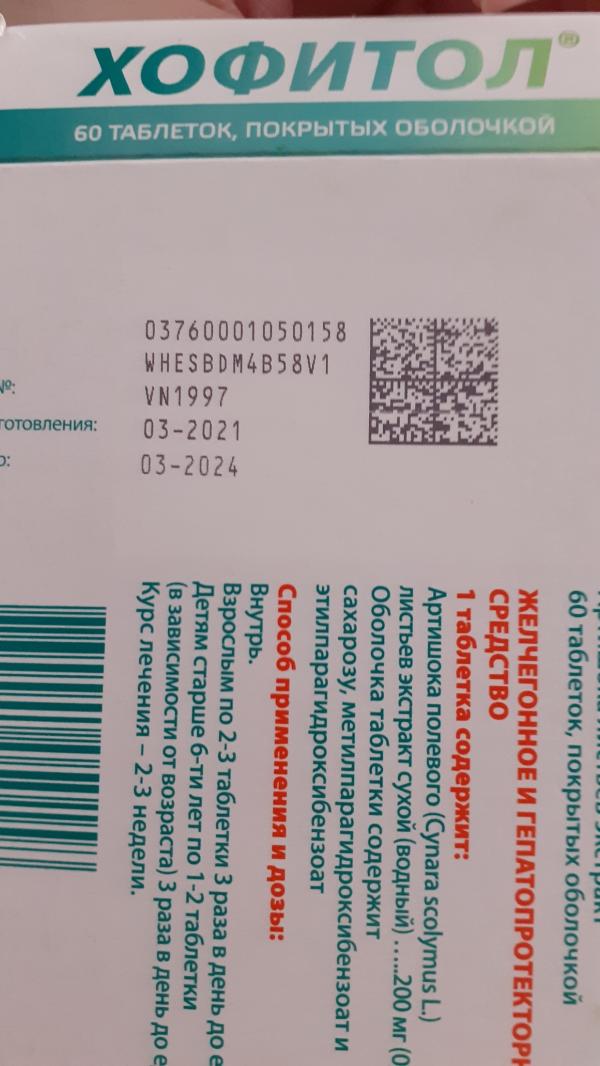 ХОФИТОЛ®
60 ТАБЛЕТОК, ПОКРЫТЫХ ОБОЛОЧКОЙ
03760001050158
WHESBDM4B58V1
№: VN1997
готовления: 03-2021
о: 03-2024
60 таблеток, покрытых оболочкой
ЖЕЛЧЕГОННОЕ И ГЕПАТОПРОТЕКТОРН
СРЕДСТВО
1 таблетка содержит:
Артишока полевого (Cynara scolymus L.)
листьев экстракт сухой (водный) .....200 мг (0
Оболочка таблетки содержит
сахарозу, метилпарагидроксибензоат и
этилпарагидроксибензоат
Способ применения и дозы:
Внутрь.
Взрослым по 2-3 таблетки 3 раза в день до е
Детям старше 6-ти лет по 1-2 таблетки
(в зависимости от возраста) 3 раза в день до е
Курс лечения – 2-3 недели.